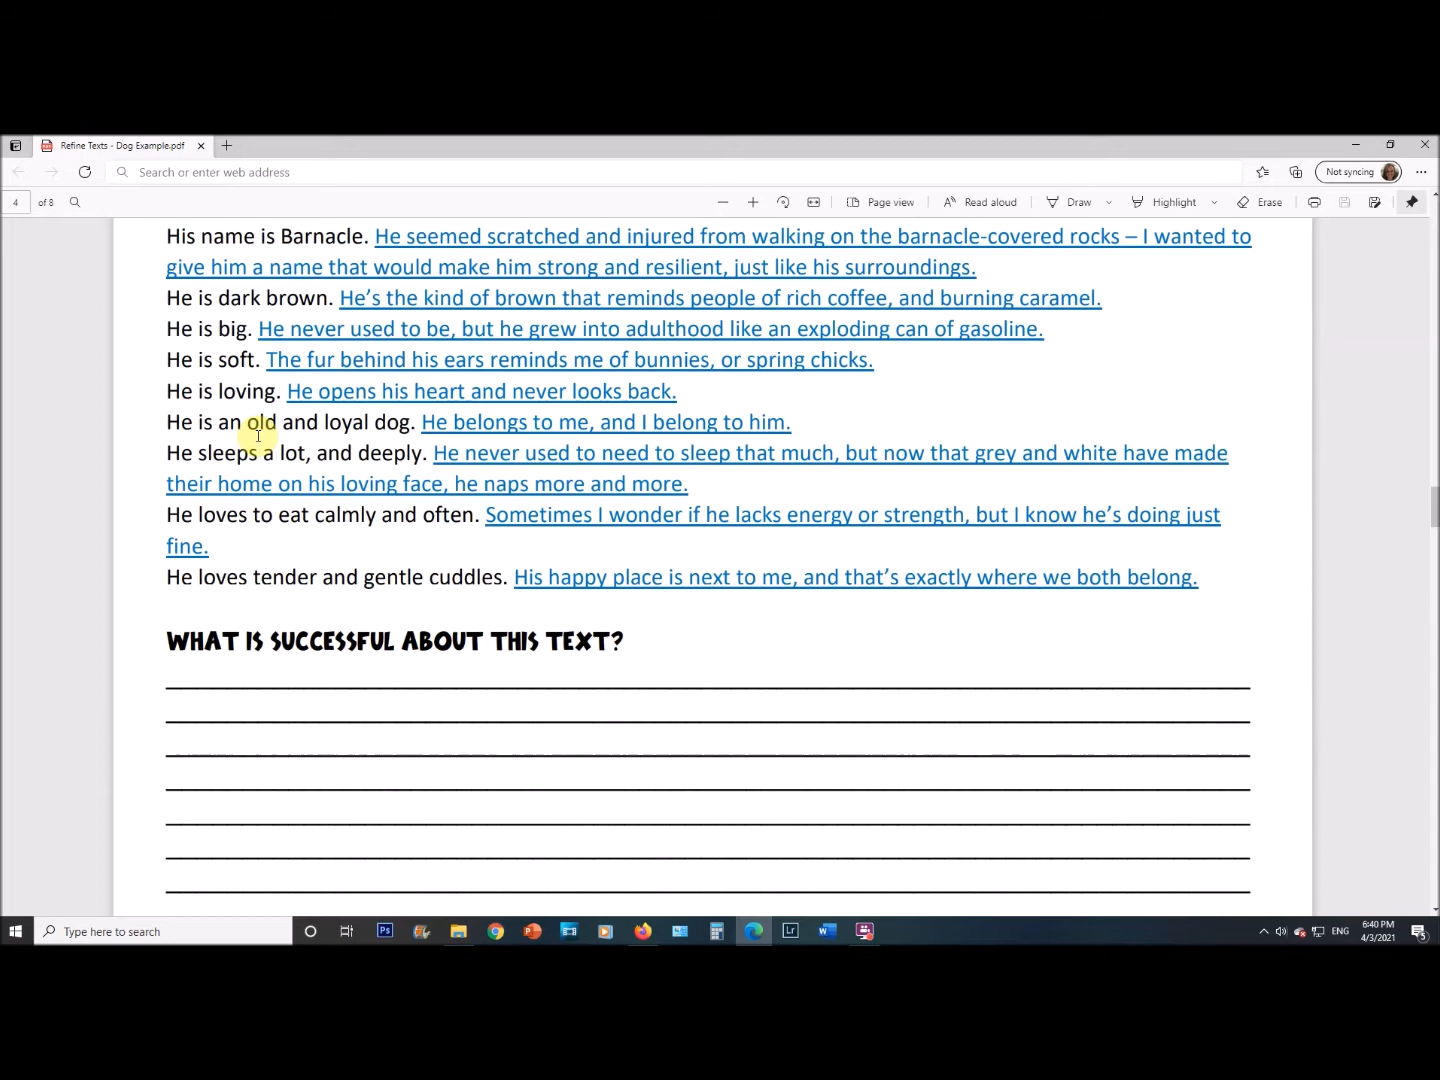 Refine Texts - Dog Example.pdf
Search or enter web address
Not syncing
4 of 8
Page view
Read aloud
Draw
Highlight
Erase
His name is Barnacle. He seemed scratched and injured from walking on the barnacle-covered rocks – I wanted to
give him a name that would make him strong and resilient, just like his surroundings.
He is dark brown. He's the kind of brown that reminds people of rich coffee, and burning caramel.
He is big. He never used to be, but he grew into adulthood like an exploding can of gasoline.
He is soft. The fur behind his ears reminds me of bunnies, or spring chicks.
He is loving. He opens his heart and never looks back.
He is an old and loyal dog. He belongs to me, and I belong to him.
He sleeps a lot, and deeply. He never used to need to sleep that much, but now that grey and white have made
their home on his loving face, he naps more and more.
He loves to eat calmly and often. Sometimes I wonder if he lacks energy or strength, but I know he's doing just
fine.
He loves tender and gentle cuddles. His happy place is next to me, and that's exactly where we both belong.
WHAT IS SUCCESSFUL ABOUT THIS TEXT?
Type here to search
Ps
Lr
ENG
6:40 PM
4/3/2021
5